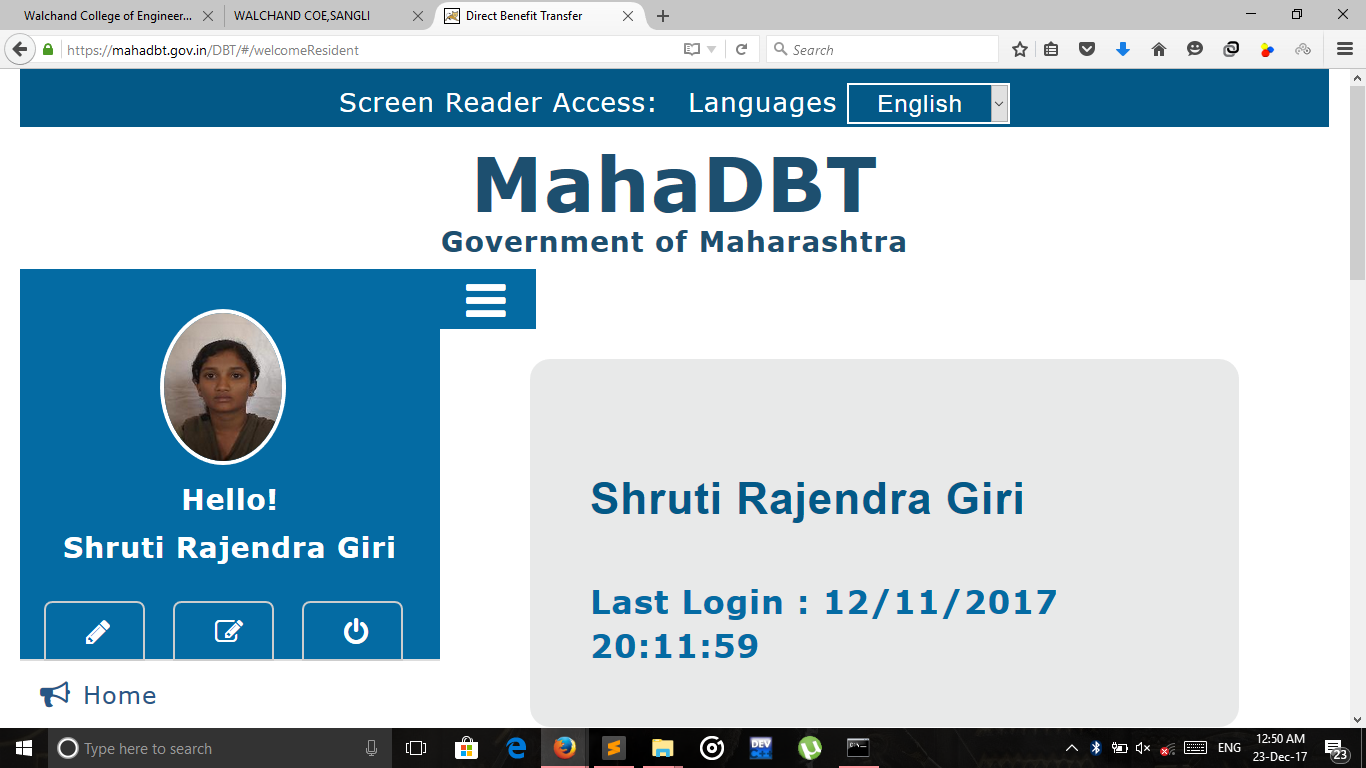 Walchand College of Engineer...
WALCHAND COE,SANGLI
Direct Benefit Transfer
https://mahadbt.gov.in/DBT/#/welcomeResident
Search
Screen Reader Access: Languages English
MahaDBT
Government of Maharashtra
Hello!
Shruti Rajendra Giri
Shruti Rajendra Giri
Last Login : 12/11/2017
20:11:59
Home
Type here to search
DEV
ENG
12:50 AM
23-Dec-17
23